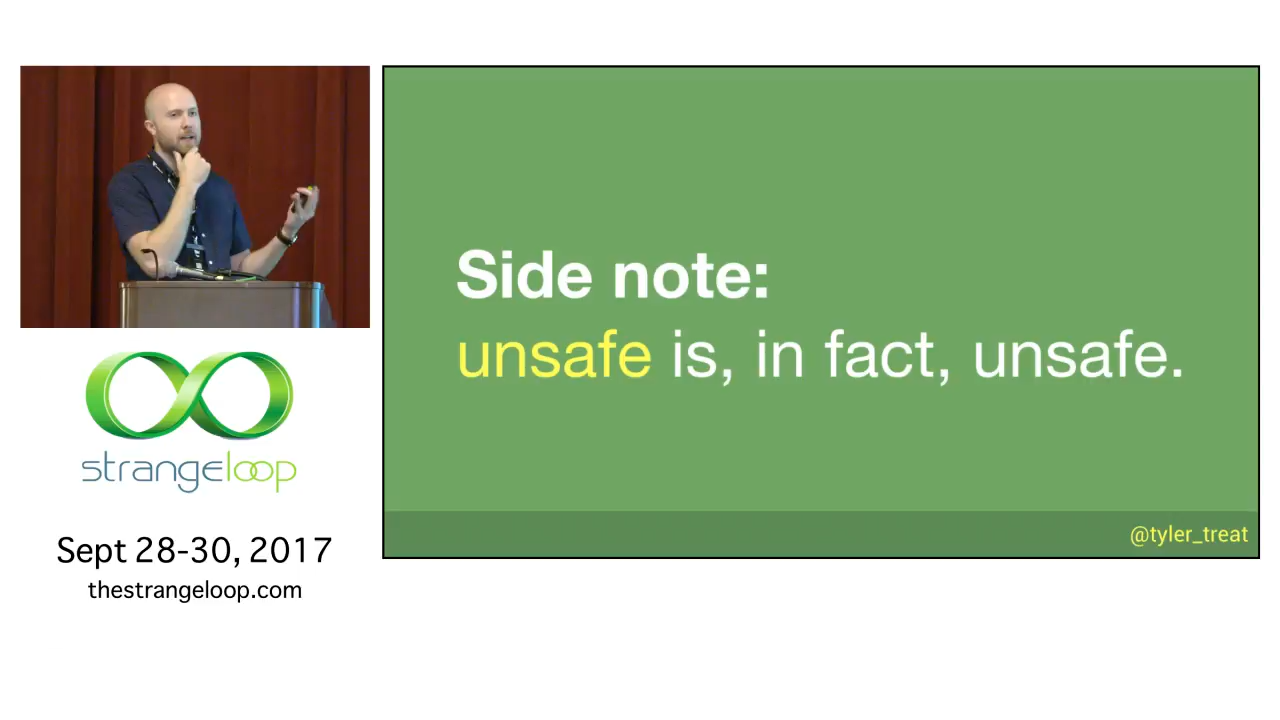 Side note:
unsafe is, in fact, unsafe.
@tyler_treat
strangeloop
Sept 28-30, 2017
thestrangeloop.com